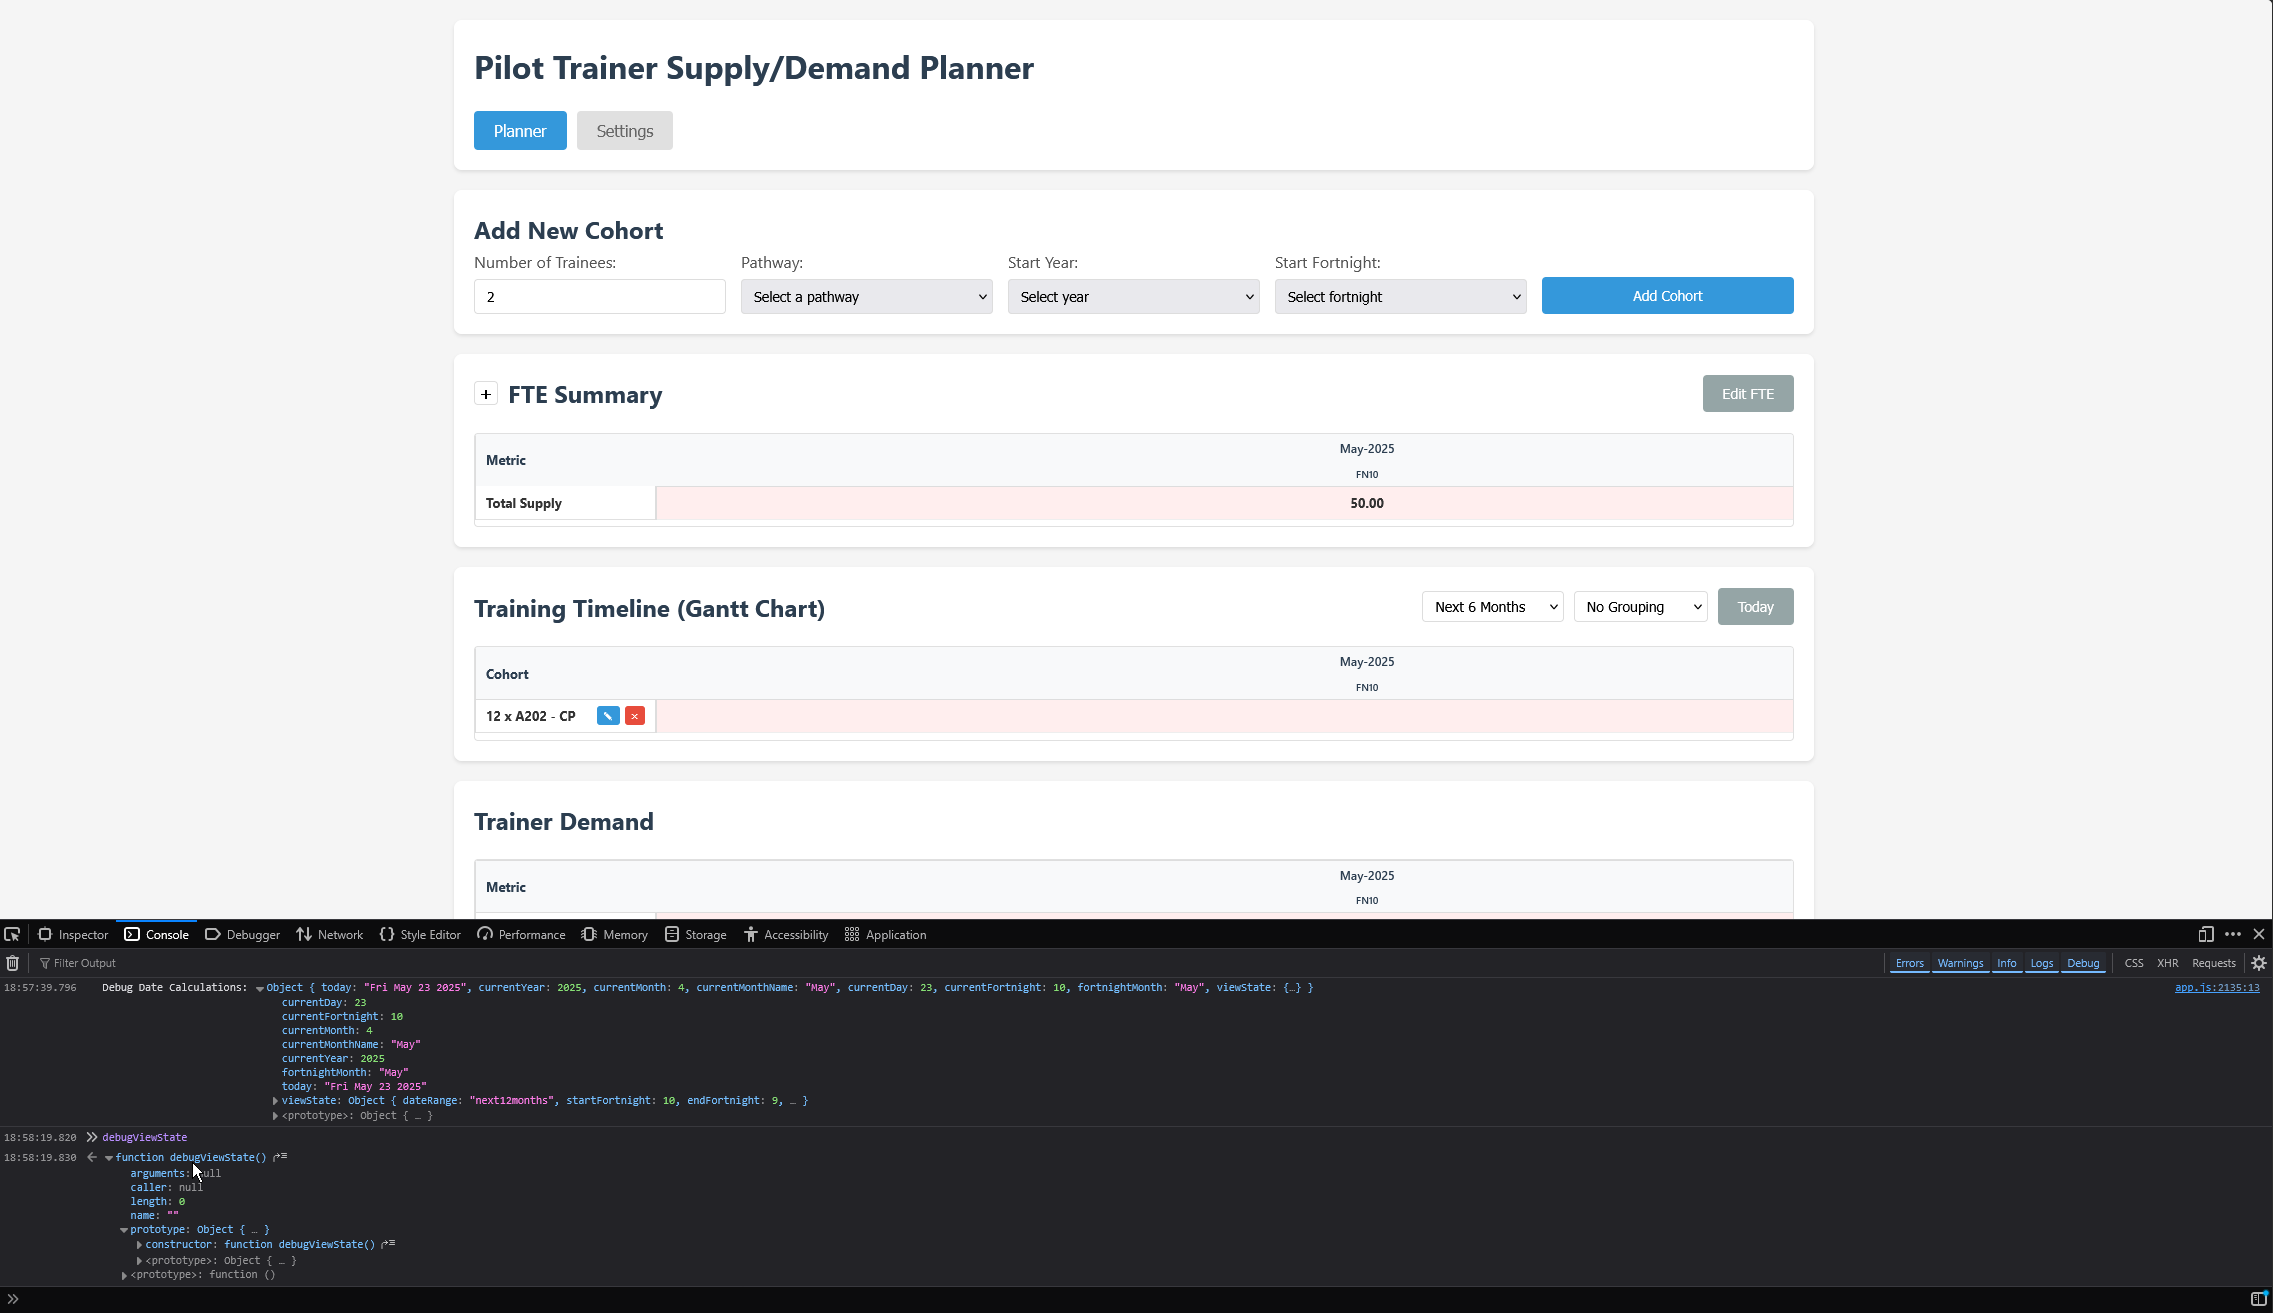 Pilot Trainer Supply/Demand Planner
Planner Settings
Add New Cohort
Number of Trainees: Pathway: Start Year: Start Fortnight:
2 Select a pathway Select year Select fortnight Add Cohort
+ FTE Summary Edit FTE
May-2025
Metric
FN10
Total Supply 50.00
Training Timeline (Gantt Chart) Next 6 Months No Grouping Today
May-2025
Cohort
FN10
12 x A202 - CP
Trainer Demand
May-2025
Metric
FN10
Inspector Console Debugger Network {} Style Editor Performance Memory Storage Accessibility Application
Filter Output Errors Warnings Info Logs Debug CSS XHR Requests
18:57:39.796 Debug Date Calculations: Object { today: "Fri May 23 2025", currentYear: 2025, currentMonth: 4, currentMonthName: "May", currentDay: 23, currentFortnight: 10, fortnightMonth: "May", viewState: {…} } app.js:2135:13
currentDay: 23
currentFortnight: 10
currentMonth: 4
currentMonthName: "May"
currentYear: 2025
fortnightMonth: "May"
today: "Fri May 23 2025"
viewState: Object { dateRange: "next12months", startFortnight: 10, endFortnight: 9, … }
<prototype>: Object { … }
18:58:19.820 debugViewState
18:58:19.830 function debugViewState()
arguments: null
caller: null
length: 0
name: ""
prototype: Object { … }
constructor: function debugViewState()
<prototype>: Object { … }
<prototype>: function ()